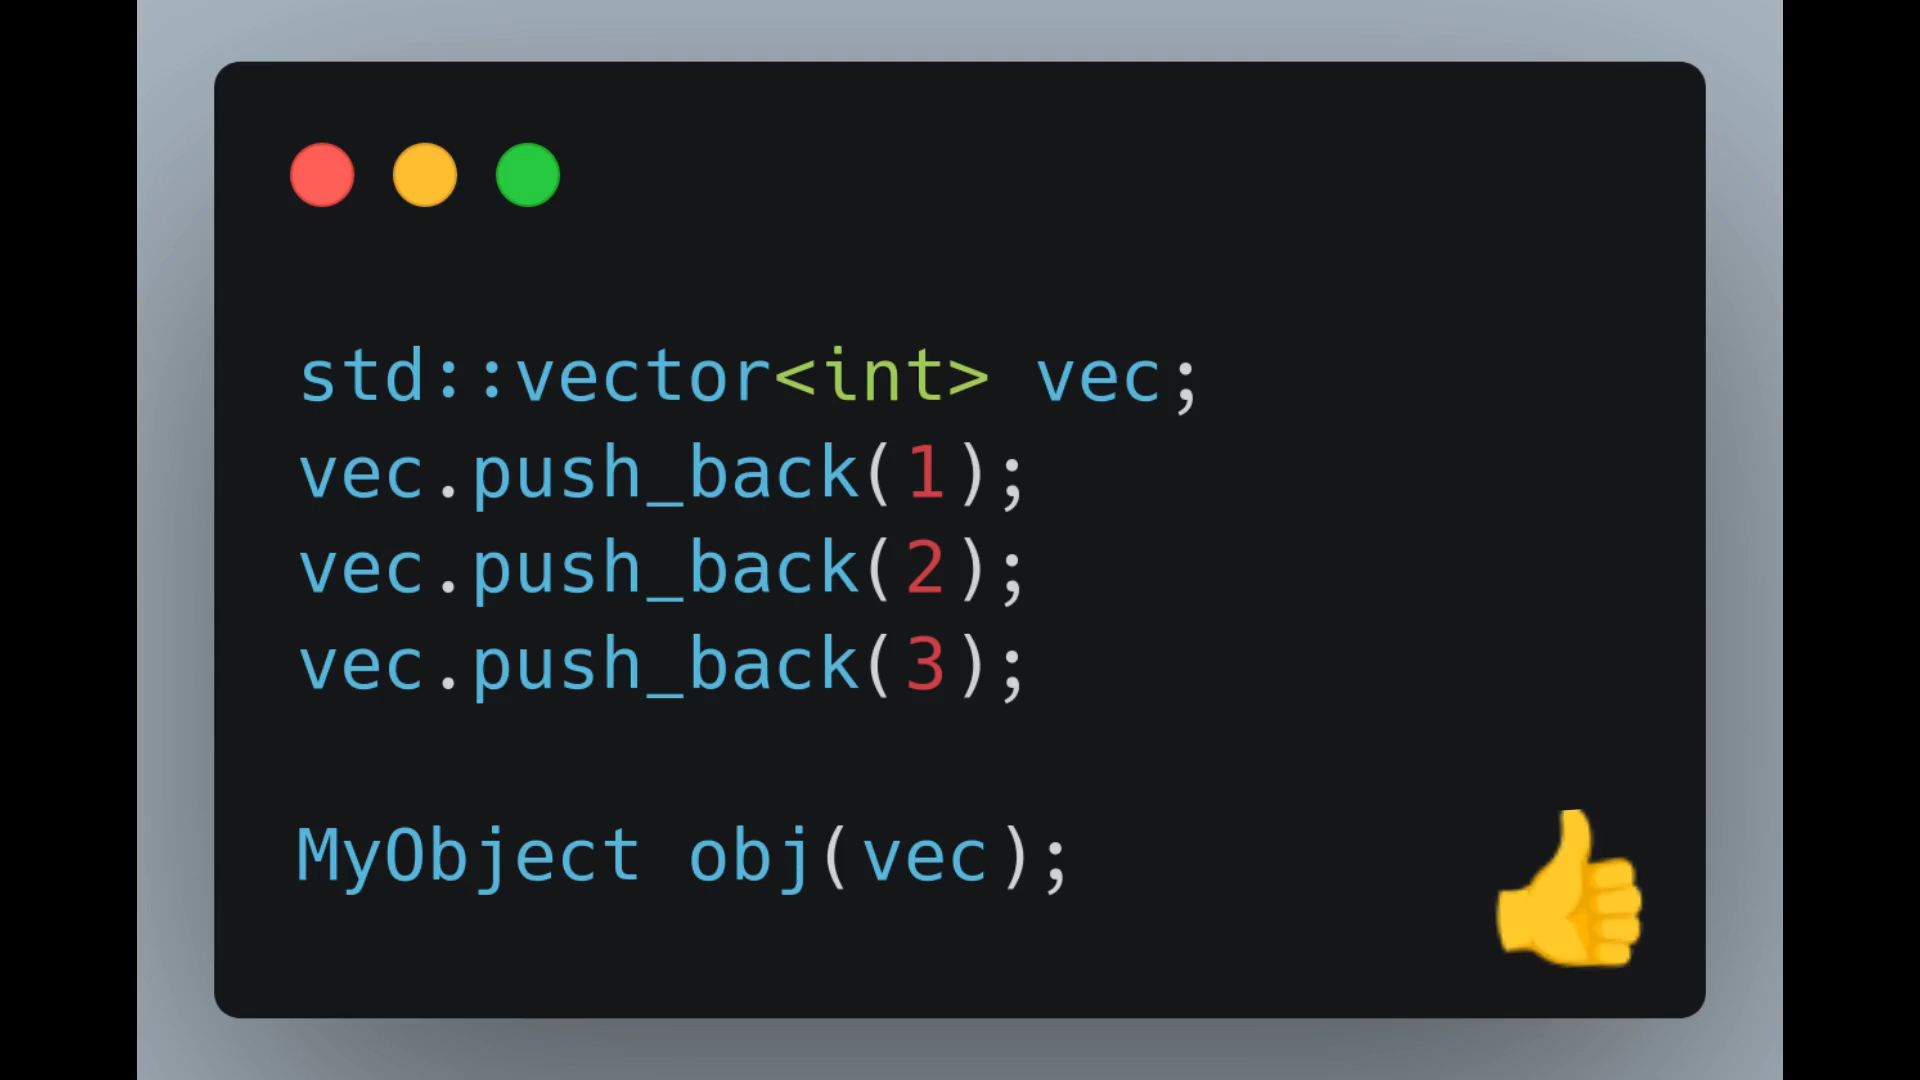 std::vector<int> vec;
vec.push_back(1);
vec.push_back(2);
vec.push_back(3);
MyObject obj(vec);